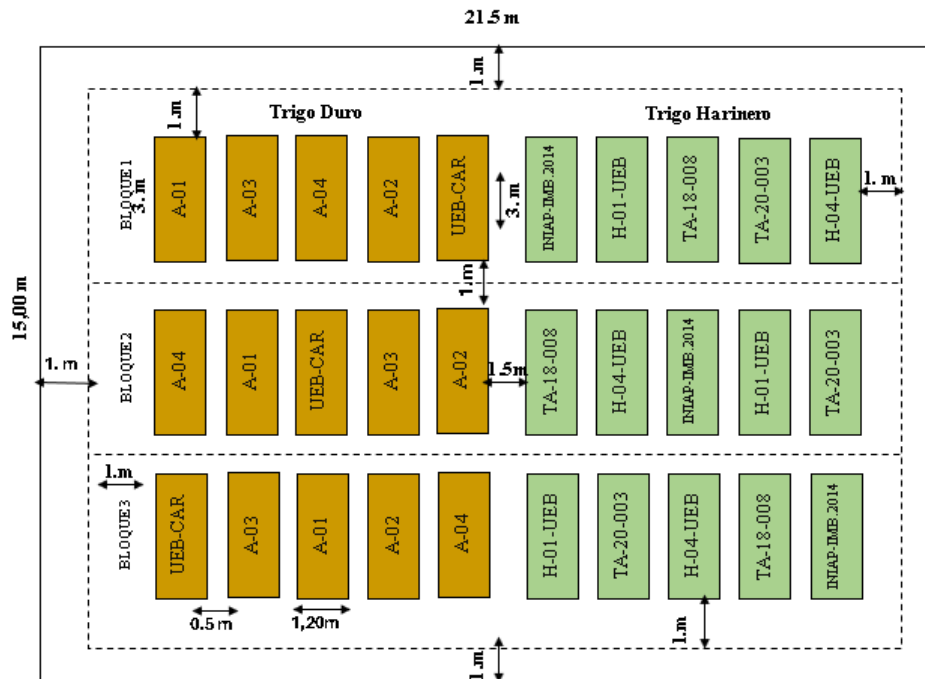 21.5 m
1.m
1.m
Trigo Duro
Trigo Harinero
BLOQUE1
3. m
A-01
A-03
A-04
A-02
UEB-CAR
3. m
INIAP-IMB.2014
H-01-UEB
TA-18-008
TA-20-003
H-04-UEB
1. m
1.m
15,00 m
1. m
BLOQUE2
A-04
A-01
UEB-CAR
A-03
A-02
1.5m
TA-18-008
H-04-UEB
INIAP-IMB.2014
H-01-UEB
TA-20-003
1.m
BLOQUE3
UEB-CAR
A-03
A-01
A-02
A-04
H-01-UEB
TA-20-003
H-04-UEB
TA-18-008
INIAP-IMB.2014
0.5 m
1,20m
1.m
1.m